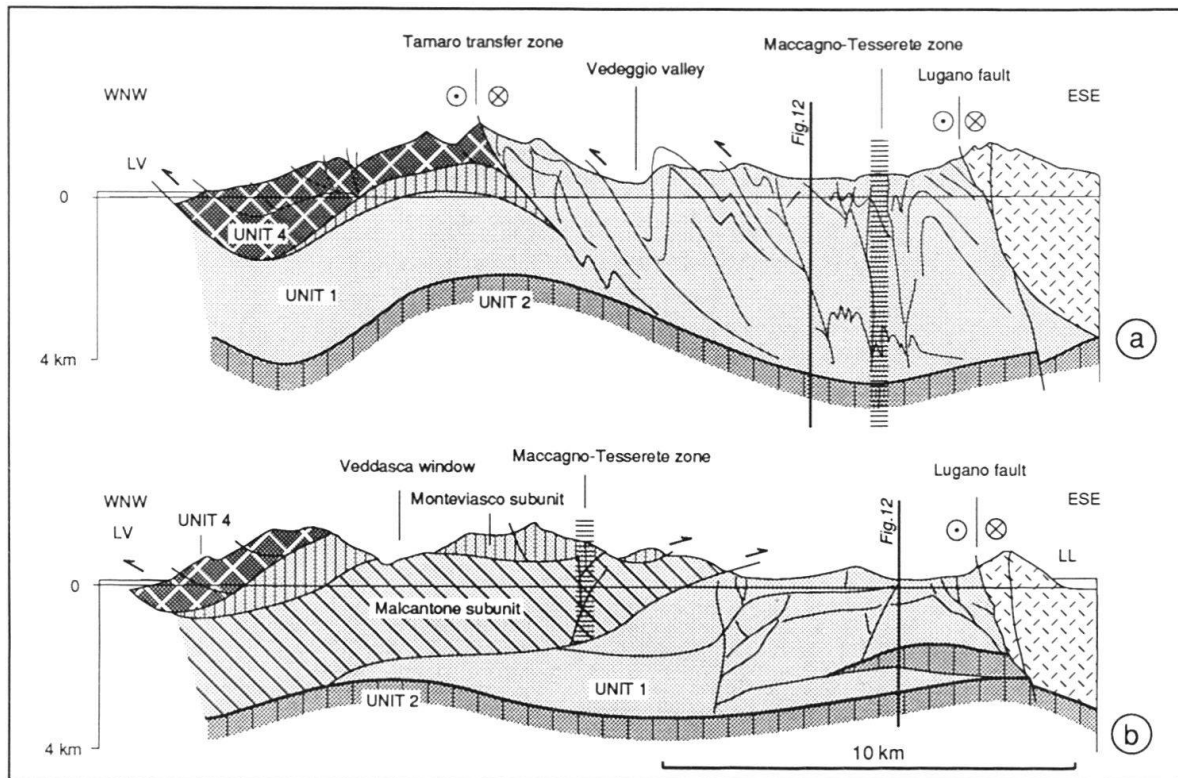 Tamaro transfer zone
Maccagno-Tesserete zone
Vedeggio valley
Lugano fault
WNW
ESE
Fig.12
LV
0
UNIT 4
UNIT 1
UNIT 2
4 km
a
Maccagno-Tesserete zone
Veddasca window
Lugano fault
WNW
Monteviasco subunit
ESE
UNIT 4
Fig.12
LV
LL
0
Malcantone subunit
UNIT 1
UNIT 2
4 km
10 km
b